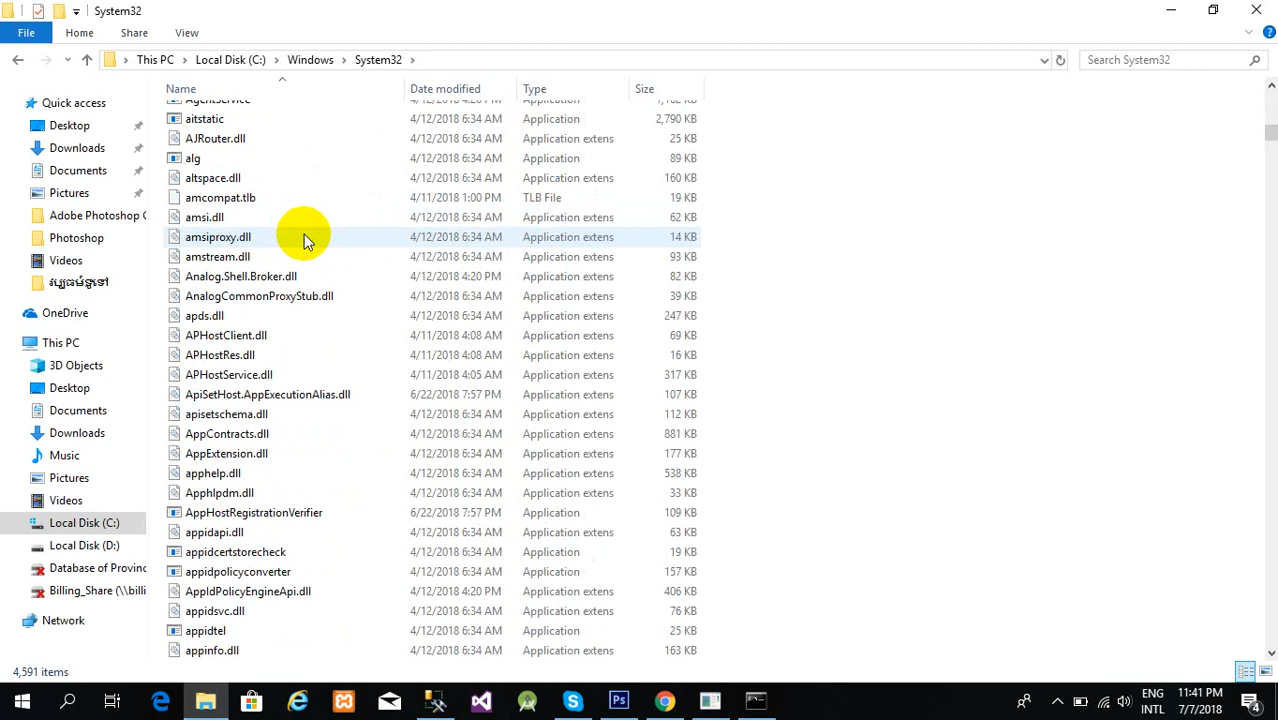 System32
File Home Share View
This PC Local Disk (C:) Windows System32
Search System32
Name Date modified Type Size
4/12/2018 6:34 AM Application 2,790 KB aitstatic
AJRouter.dll 4/12/2018 6:34 AM Application extens 25 KB
alg 4/12/2018 6:34 AM Application 89 KB
altspace.dll 4/12/2018 6:34 AM Application extens 160 KB
amcompat.tlb 4/11/2018 1:00 PM TLB File 19 KB
amsi.dll 4/12/2018 6:34 AM Application extens 62 KB
amsiproxy.dll 4/12/2018 6:34 AM Application extens 14 KB
amstream.dll 4/12/2018 6:34 AM Application extens 93 KB
Analog.Shell.Broker.dll 4/12/2018 4:20 PM Application extens 82 KB
AnalogCommonProxyStub.dll 4/12/2018 6:34 AM Application extens 39 KB
apds.dll 4/12/2018 6:34 AM Application extens 247 KB
APHostClient.dll 4/11/2018 4:08 AM Application extens 69 KB
APHostRes.dll 4/11/2018 4:08 AM Application extens 16 KB
APHostService.dll 4/11/2018 4:05 AM Application extens 317 KB
ApiSetHost.AppExecutionAlias.dll 6/22/2018 7:57 PM Application extens 107 KB
apisetschema.dll 4/12/2018 6:34 AM Application extens 112 KB
AppContracts.dll 4/12/2018 6:34 AM Application extens 881 KB
AppExtension.dll 4/12/2018 6:34 AM Application extens 177 KB
apphelp.dll 4/12/2018 6:34 AM Application extens 538 KB
Apphlpdm.dll 4/12/2018 6:34 AM Application extens 33 KB
AppHostRegistrationVerifier 6/22/2018 7:57 PM Application 109 KB
appidapi.dll 4/12/2018 6:34 AM Application extens 63 KB
appidcertstorecheck 4/12/2018 6:34 AM Application 19 KB
appidpolicyconverter 4/12/2018 6:34 AM Application 157 KB
AppIdPolicyEngineApi.dll 4/12/2018 4:20 PM Application extens 406 KB
appidsvc.dll 4/12/2018 6:34 AM Application extens 76 KB
appidtel 4/12/2018 6:34 AM Application 25 KB
appinfo.dll 4/12/2018 6:34 AM Application extens 163 KB
Quick access
Desktop
Downloads
Documents
Pictures
Adobe Photoshop C
Photoshop
Videos
OneDrive
This PC
3D Objects
Desktop
Documents
Downloads
Music
Pictures
Videos
Local Disk (C:)
Local Disk (D:)
Database of Provinc
Billing_Share (\\billi
Network
4,591 items
ENG
INTL
11:41 PM
7/7/2018
4